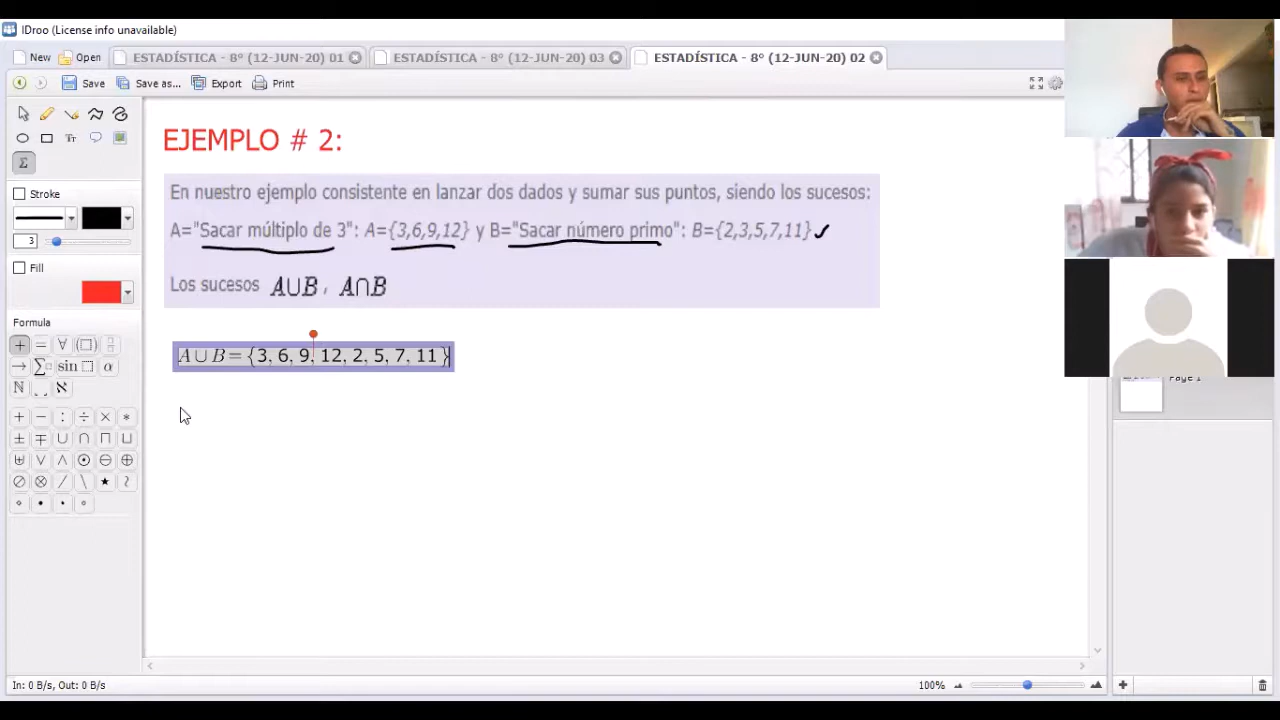 IDroo (License info unavailable)
New Open ESTADÍSTICA - 8º (12-JUN-20) 01 ESTADÍSTICA - 8º (12-JUN-20) 03 ESTADÍSTICA - 8º (12-JUN-20) 02
Save Save as... Export Print
EJEMPLO # 2:
Tт
Σ
Stroke
3
Fill
En nuestro ejemplo consistente en lanzar dos dados y sumar sus puntos, siendo los sucesos:
A="Sacar múltiplo de 3": A={3,6,9,12} y B="Sacar número primo": B={2,3,5,7,11}
Los sucesos A∪B , A∩B
A ∪ B = {3, 6, 9, 12, 2, 5, 7, 11 }
Formula
+ = ∀
→ Σ sin α
ℕ ℵ
+ − : ÷ × *
± ∓ ∪ ∩ ⊓ ⊔
⊎ ∨ ∧ ⊙ ⊖ ⊕
⊘ ⊗ / \ ★ ≀
⋄ • · ∘
In: 0 B/s, Out: 0 B/s
100%